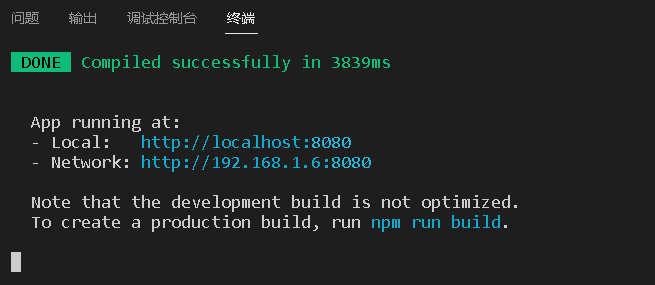 问题 输出 调试控制台 终端
DONE Compiled successfully in 3839ms
App running at:
- Local: http://localhost:8080
- Network: http://192.168.1.6:8080
Note that the development build is not optimized.
To create a production build, run npm run build.